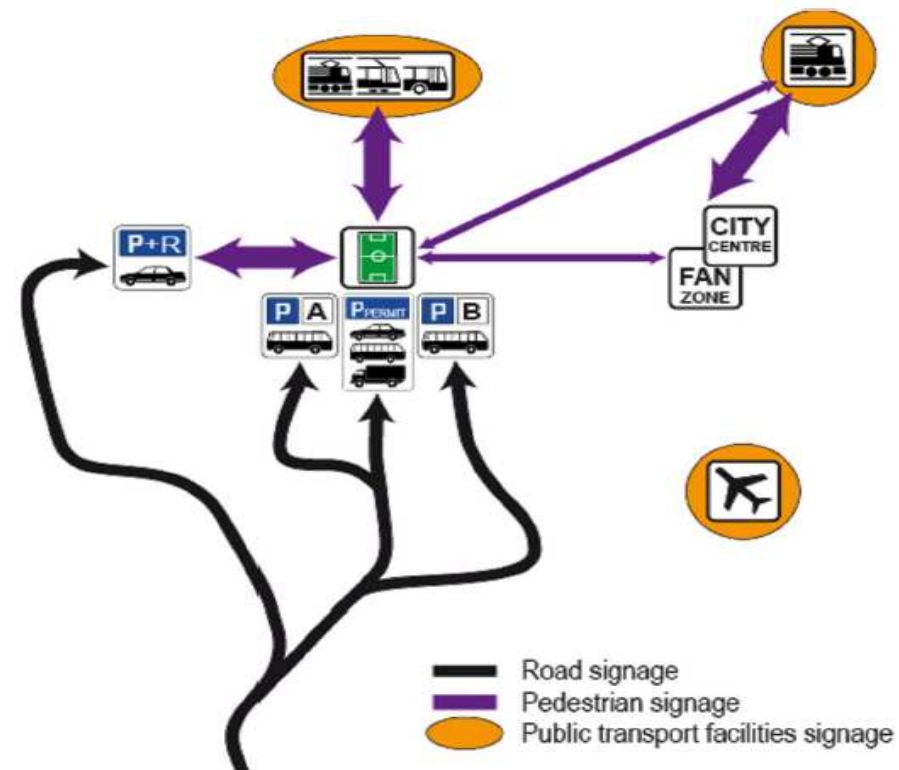 P+R
CITY
CENTRE
FAN
ZONE
P A
P PERMIT
P B
Road signage
Pedestrian signage
Public transport facilities signage